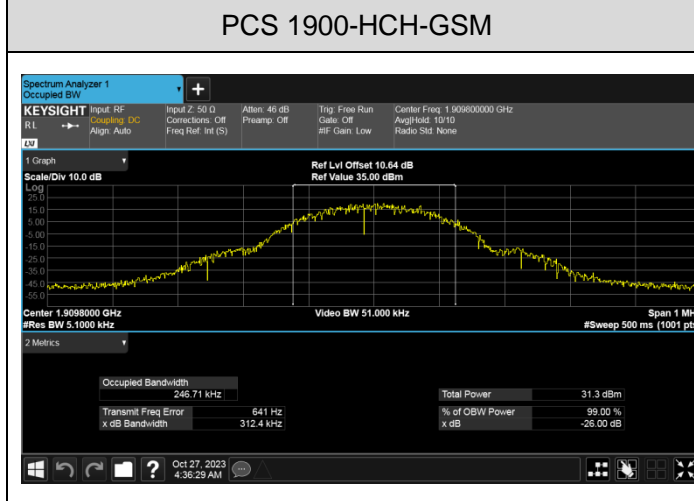 PCS 1900-HCH-GSM
Spectrum Analyzer 1
Occupied BW
+
KEYSIGHT Input: RF Input Z: 50 Ω Atten: 46 dB Trig: Free Run Center Freq: 1.909800000 GHz
RL Coupling: DC Corrections: Off Preamp: Off Gate: Off Avg|Hold: 10/10
Align: Auto Freq Ref: Int (S) #IF Gain: Low Radio Std: None
LXI
1 Graph
Ref Lvl Offset 10.64 dB
Scale/Div 10.0 dB Ref Value 35.00 dBm
Log
25.0
15.0
5.00
-5.00
-15.0
-25.0
-35.0
-45.0
-55.0
Center 1.9098000 GHz Video BW 51.000 kHz Span 1 MH
#Res BW 5.1000 kHz #Sweep 500 ms (1001 pts
2 Metrics
Occupied Bandwidth
246.71 kHz Total Power 31.3 dBm
Transmit Freq Error 641 Hz % of OBW Power 99.00 %
x dB Bandwidth 312.4 kHz x dB -26.00 dB
? Oct 27, 2023
4:36:29 AM